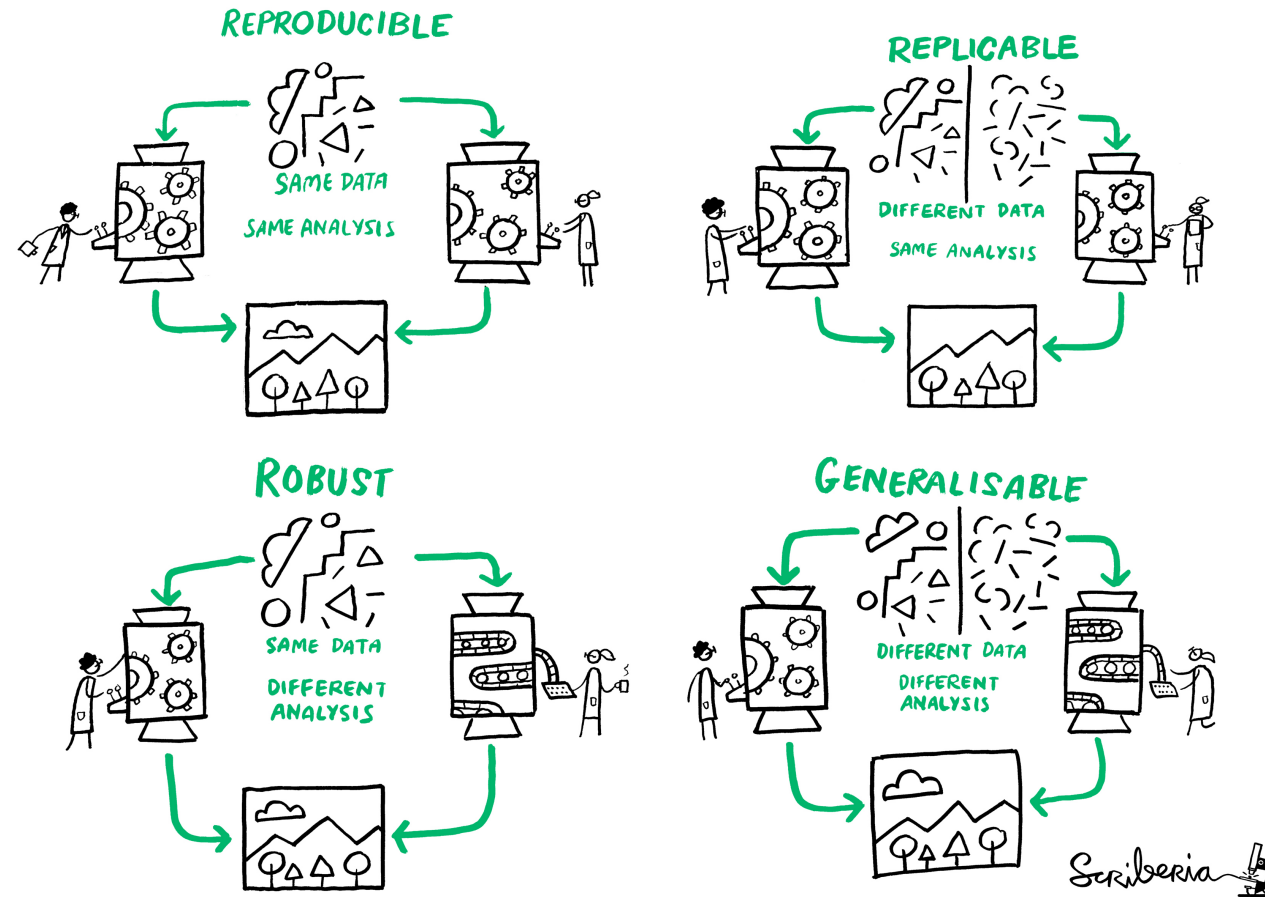 REPRODUCIBLE
SAME DATA
SAME ANALYSIS
REPLICABLE
DIFFERENT DATA
SAME ANALYSIS
ROBUST
SAME DATA
DIFFERENT
ANALYSIS
GENERALISABLE
DIFFERENT DATA
DIFFERENT
ANALYSIS
Scriberia